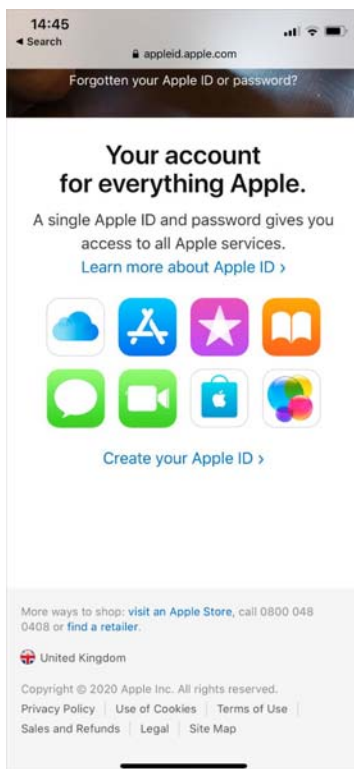 14:45
◀ Search
appleid.apple.com
Forgotten your Apple ID or password?
Your account
for everything Apple.
A single Apple ID and password gives you
access to all Apple services.
Learn more about Apple ID >
Create your Apple ID >
More ways to shop: visit an Apple Store, call 0800 048
0408 or find a retailer.
United Kingdom
Copyright © 2020 Apple Inc. All rights reserved.
Privacy Policy | Use of Cookies | Terms of Use |
Sales and Refunds | Legal | Site Map